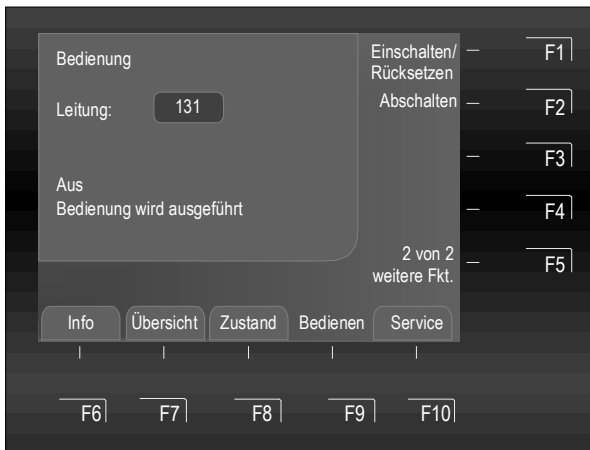 Bedienung
Leitung: 131
Aus
Bedienung wird ausgeführt
Einschalten/
Rücksetzen
Abschalten
2 von 2
weitere Fkt.
F1
F2
F3
F4
F5
Info Übersicht Zustand Bedienen Service
F6 F7 F8 F9 F10